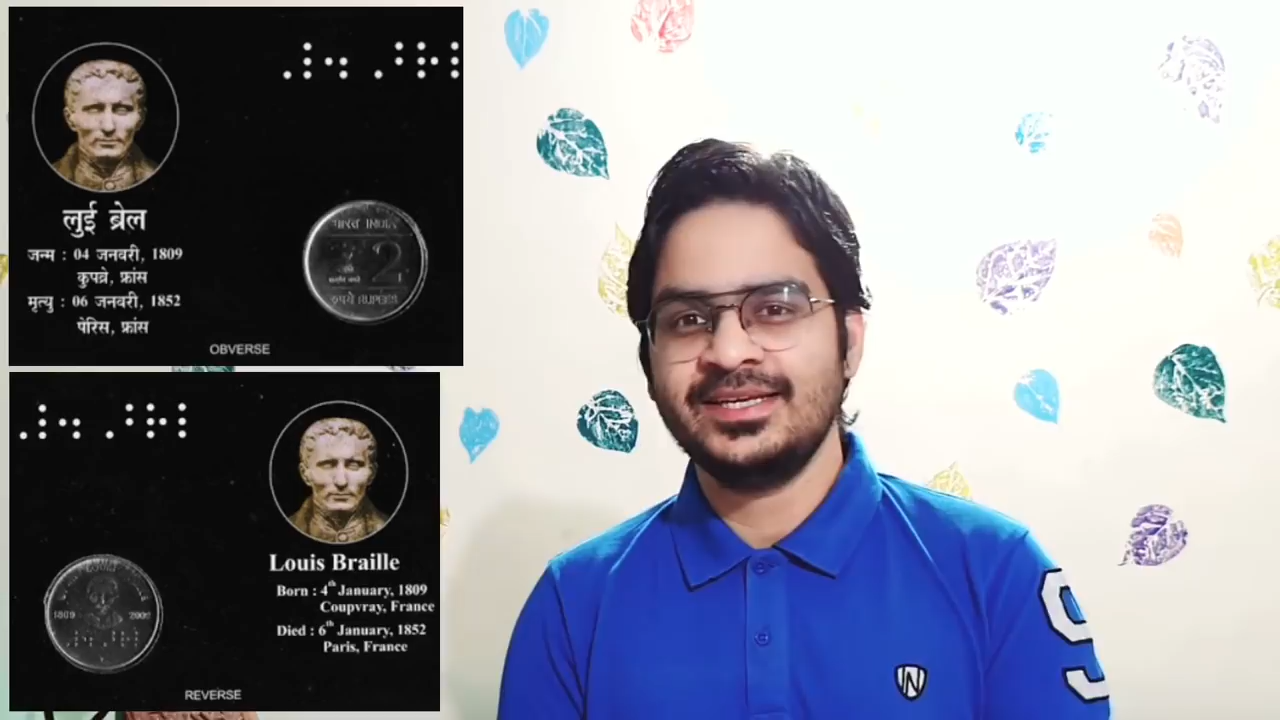 लुई ब्रेल
जन्म : 04 जनवरी, 1809
कुपव्रे, फ्रांस
मृत्यु : 06 जनवरी, 1852
पेरिस, फ्रांस
भारत INDIA
2
रुपये RUPEES
OBVERSE
Louis Braille
Born : 4th January, 1809
Coupvray, France
Died : 6th January, 1852
Paris, France
1809
REVERSE
N
9